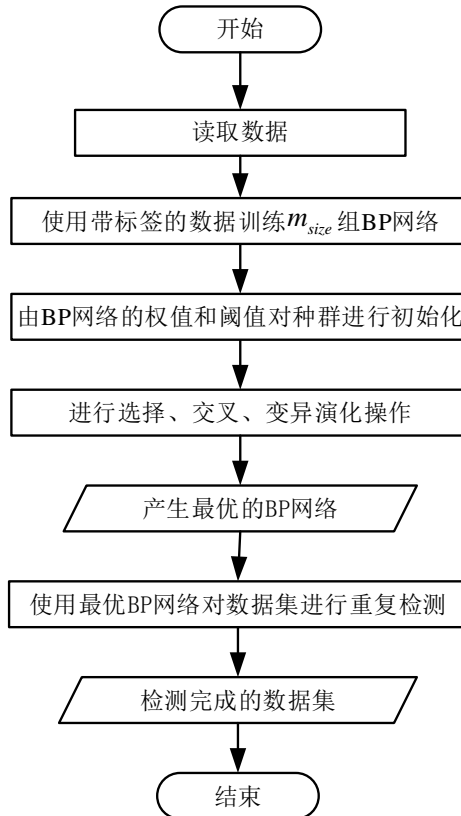 开始
读取数据
使用带标签的数据训练m_size组BP网络
由BP网络的权值和阈值对种群进行初始化
进行选择、交叉、变异演化操作
产生最优的BP网络
使用最优BP网络对数据集进行重复检测
检测完成的数据集
结束